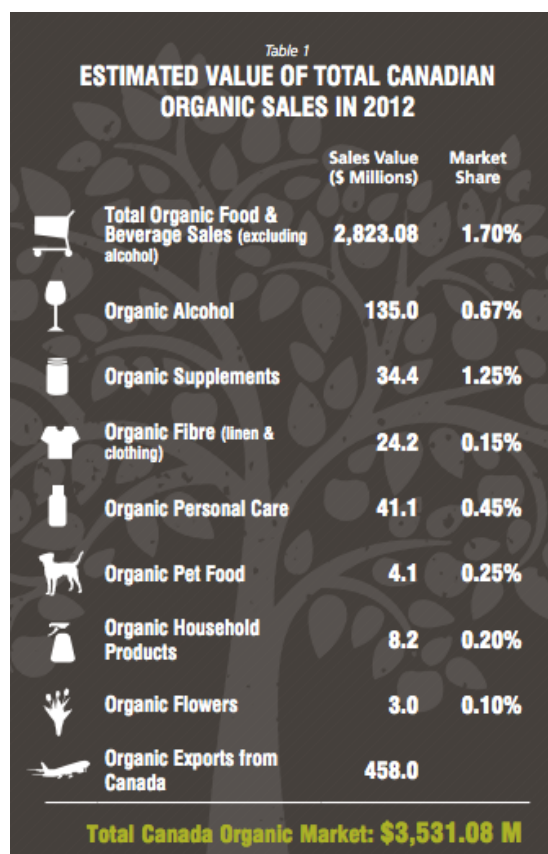 Table 1
ESTIMATED VALUE OF TOTAL CANADIAN
ORGANIC SALES IN 2012
Sales Value
($ Millions)
Market
Share
Total Organic Food &
Beverage Sales (excluding
alcohol)
2,823.08
1.70%
Organic Alcohol
135.0
0.67%
Organic Supplements
34.4
1.25%
Organic Fibre (linen &
clothing)
24.2
0.15%
Organic Personal Care
41.1
0.45%
Organic Pet Food
4.1
0.25%
Organic Household
Products
8.2
0.20%
Organic Flowers
3.0
0.10%
Organic Exports from
Canada
458.0
Total Canada Organic Market: $3,531.08 M